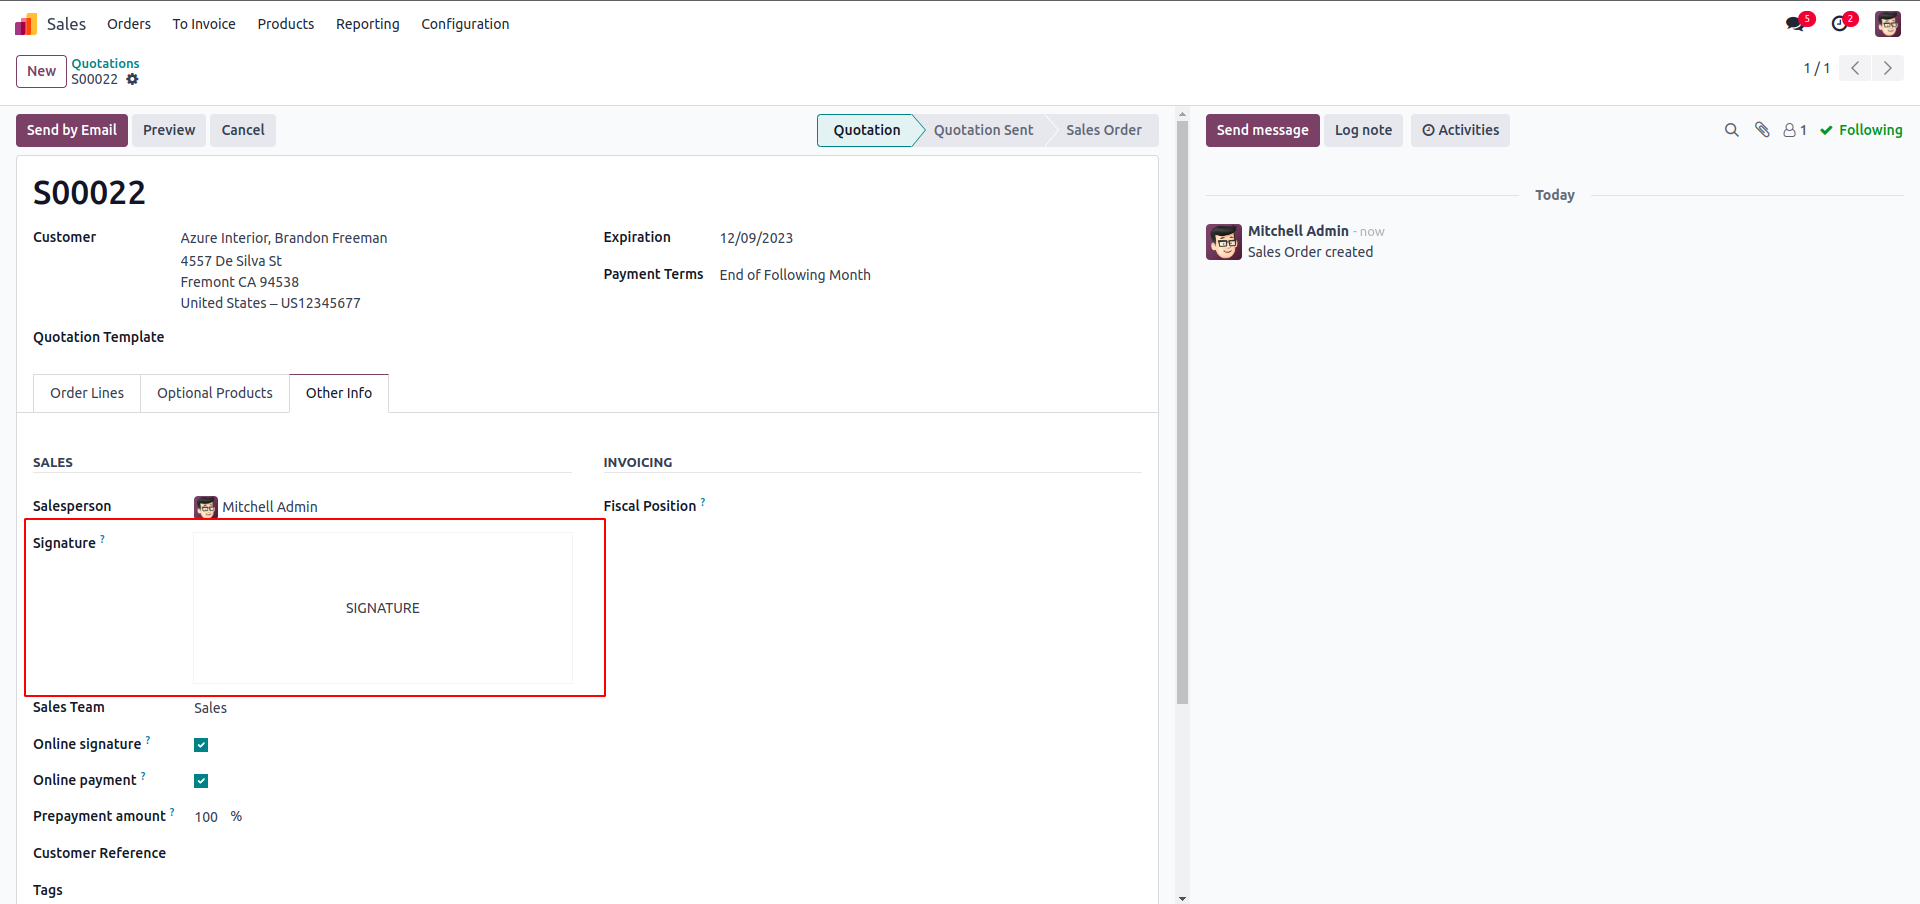 Sales Orders To Invoice Products Reporting Configuration 5 2
New Quotations
S00022 1 / 1
Send by Email Preview Cancel Quotation Quotation Sent Sales Order
S00022
Customer Azure Interior, Brandon Freeman
4557 De Silva St
Fremont CA 94538
United States – US12345677
Expiration 12/09/2023
Payment Terms End of Following Month
Quotation Template
Order Lines Optional Products Other Info
SALES
Salesperson Mitchell Admin
Signature ?
SIGNATURE
Sales Team Sales
Online signature ?
Online payment ?
Prepayment amount ? 100 %
Customer Reference
Tags
INVOICING
Fiscal Position ?
Send message Log note Activities 1 Following
Today
Mitchell Admin - now
Sales Order created